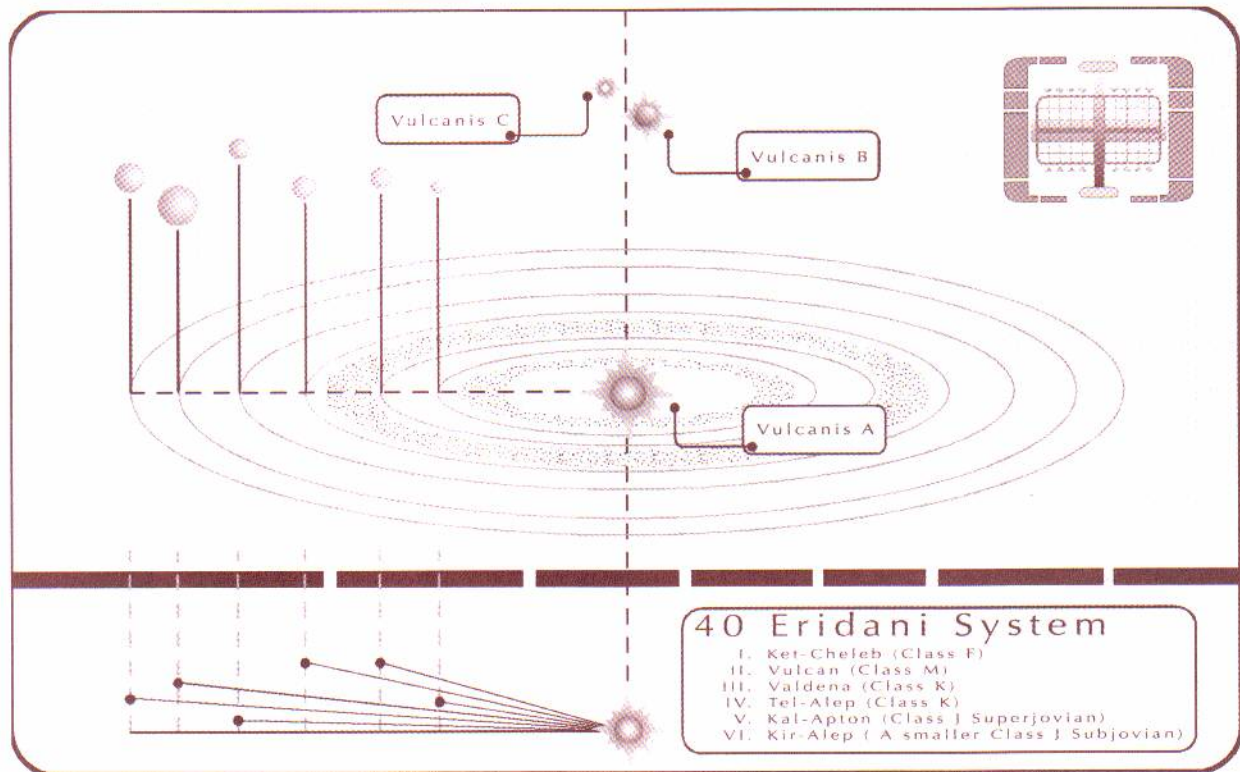 Vulcanis C
Vulcanis B
Vulcanis A
40 Eridani System
I. Ket-Cheleb (Class F)
II. Vulcan (Class M)
III. Valdena (Class K)
IV. Tel-Alep (Class K)
V. Kal-Apton (Class J Superjovian)
VI. Kir-Alep ( A smaller Class J Subjovian)